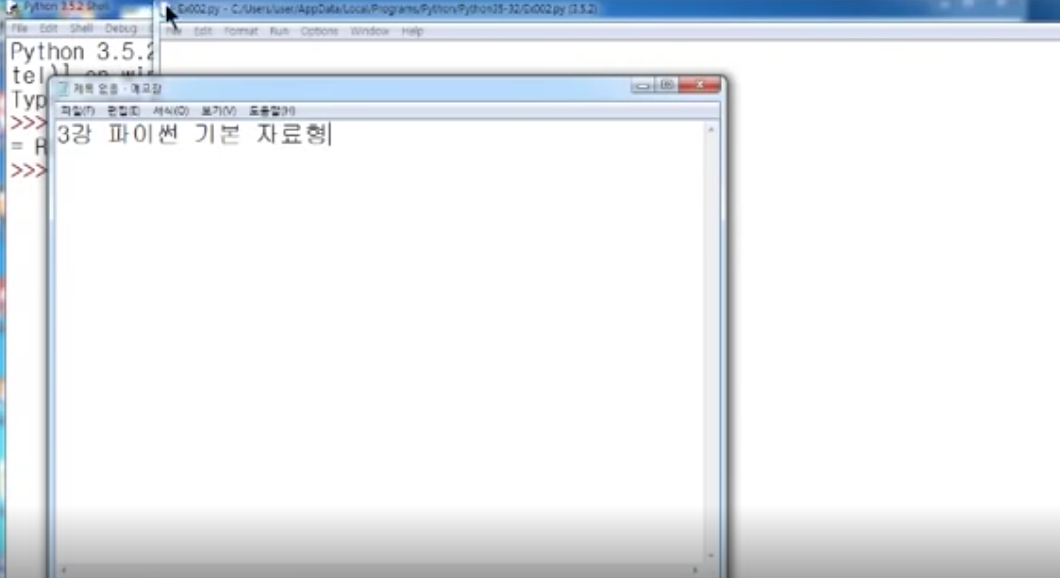 Python 3.5.2 Shell
Ex002.py - C:/Users/user/AppData/Local/Programs/Python/Python35-32/Ex002.py (3.5.2)
File Edit Shell Debug
File Edit Format Run Options Window Help
Python 3.5.2
tel)] on win
Typ
>>>
= R
>>>
제목 없음 - 메모장
파일(F) 편집(E) 서식(O) 보기(V) 도움말(H)
3강 파이썬 기본 자료형